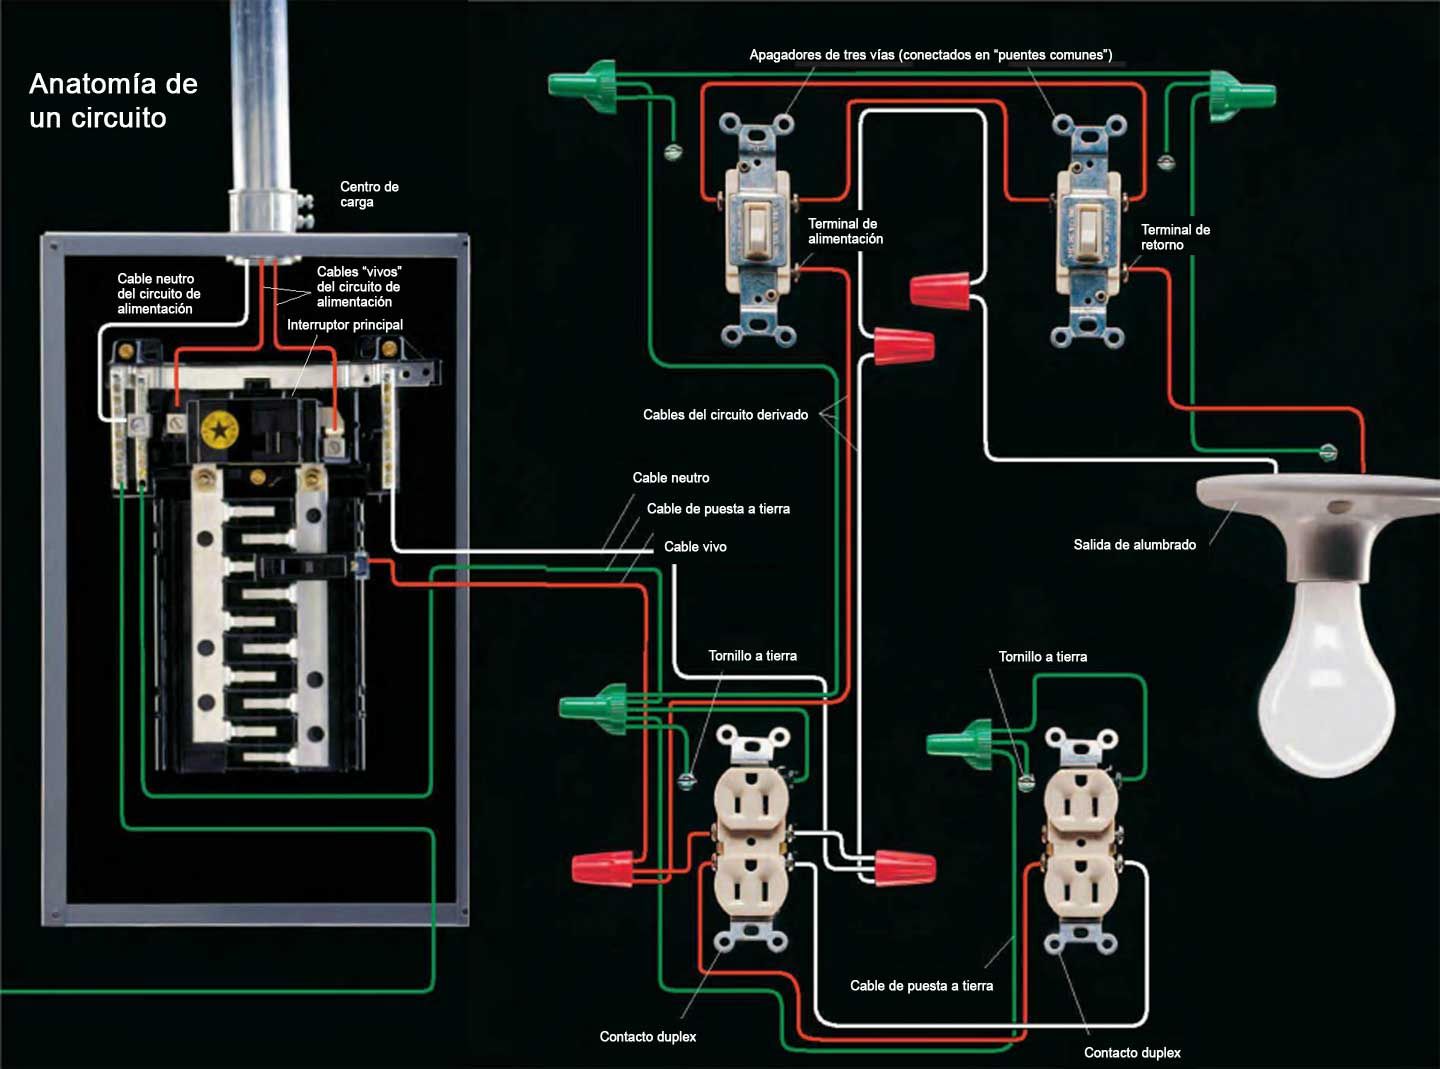 Anatomía de
un circuito
Apagadores de tres vías (conectados en “puentes comunes”)
Centro de
carga
Cable neutro
del circuito de
alimentación
Cables “vivos”
del circuito de
alimentación
Interruptor principal
Terminal de
alimentación
Terminal de
retorno
Cables del circuito derivado
Cable neutro
Cable de puesta a tierra
Cable vivo
Salida de alumbrado
Tornillo a tierra
Tornillo a tierra
Cable de puesta a tierra
Contacto duplex
Contacto duplex